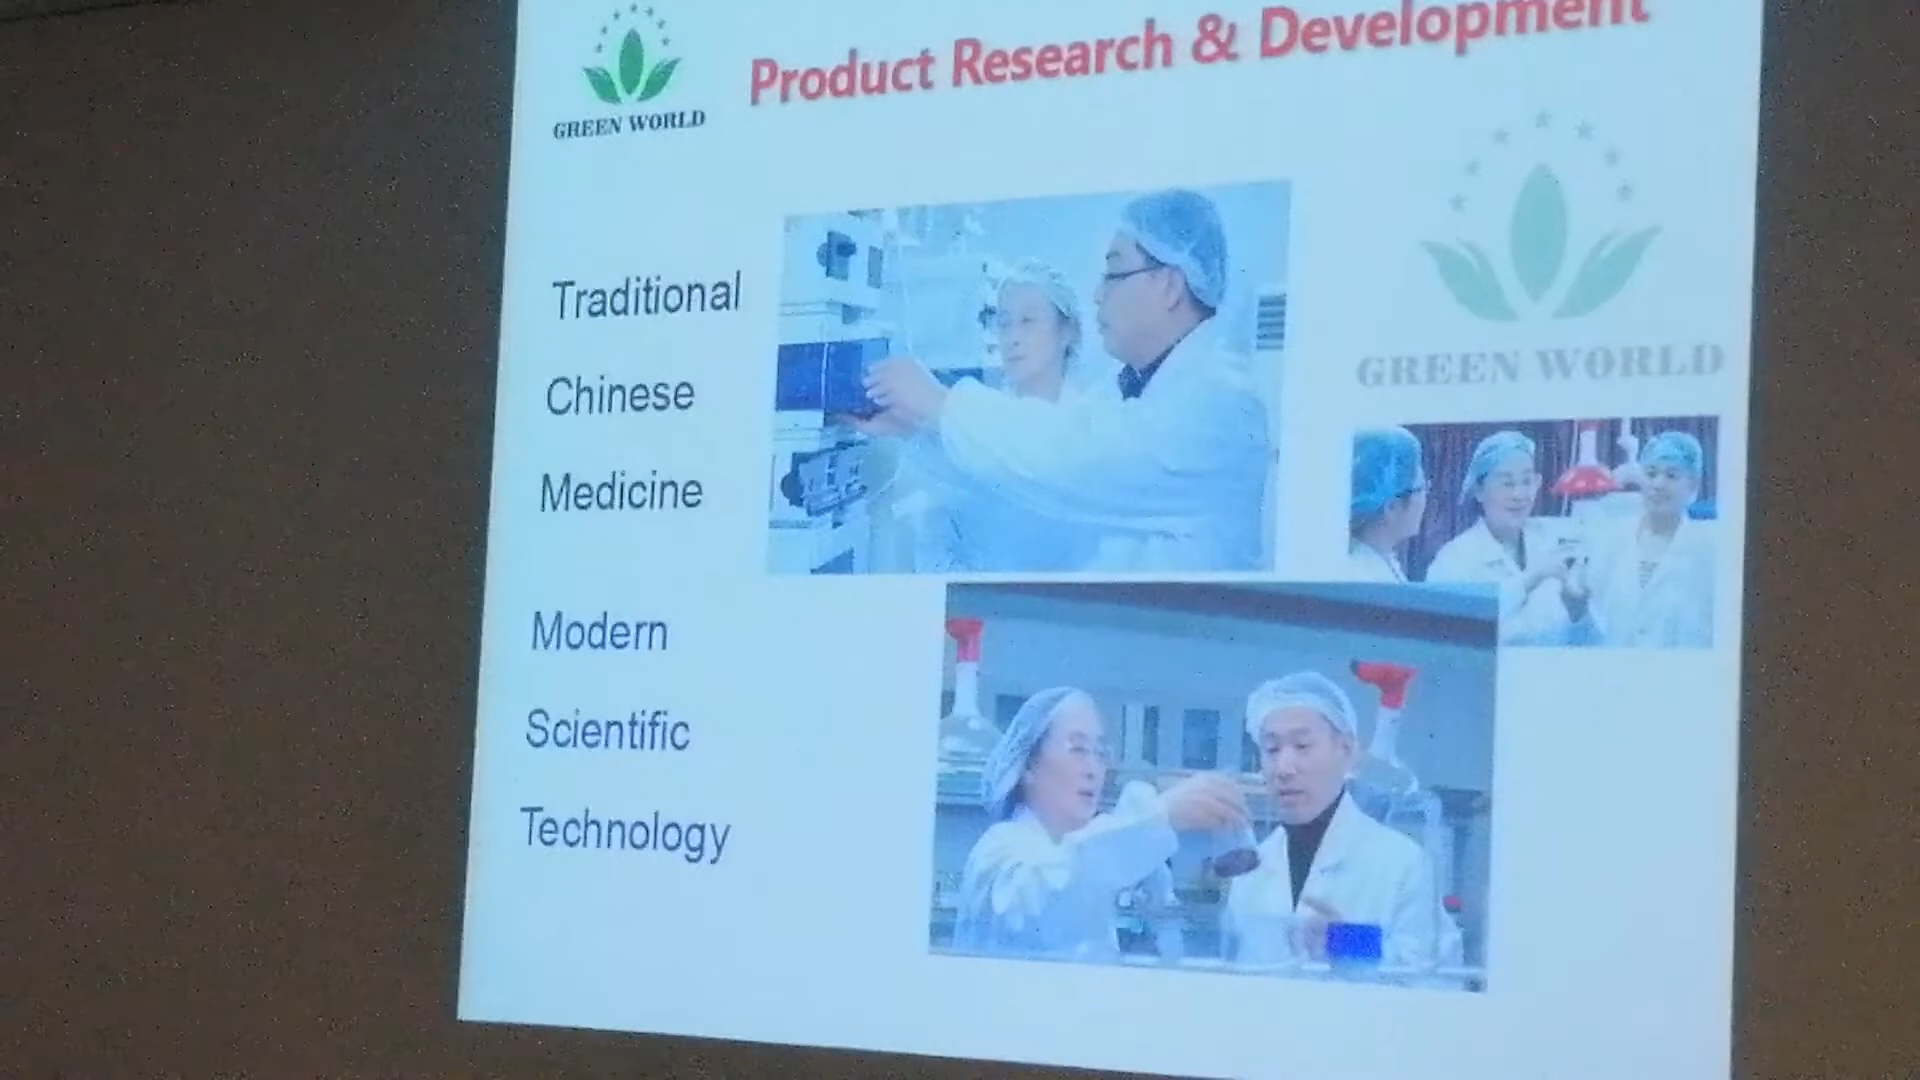 GREEN WORLD
Product Research & Development
GREEN WORLD
Traditional
Chinese
Medicine
Modern
Scientific
Technology